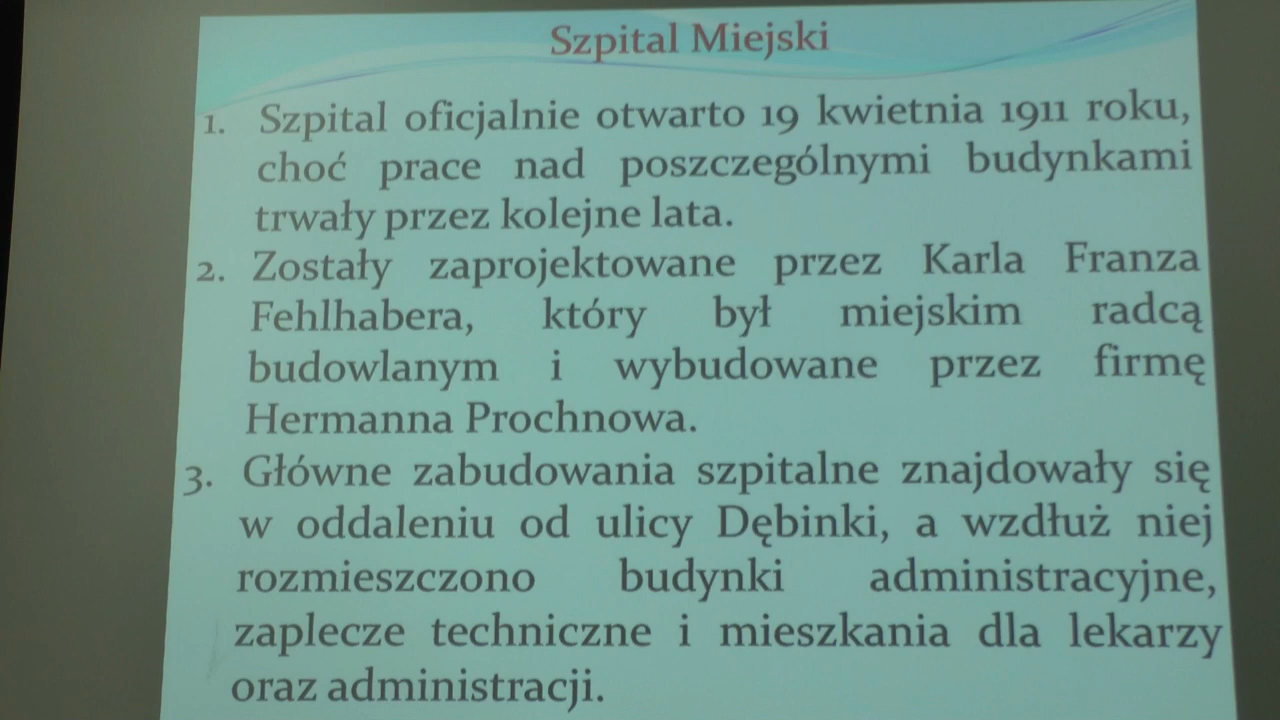 Szpital Miejski
1. Szpital oficjalnie otwarto 19 kwietnia 1911 roku,
choć prace nad poszczególnymi budynkami
trwały przez kolejne lata.
2. Zostały zaprojektowane przez Karla Franza
Fehlhabera, który był miejskim radcą
budowlanym i wybudowane przez firmę
Hermanna Prochnowa.
3. Główne zabudowania szpitalne znajdowały się
w oddaleniu od ulicy Dębinki, a wzdłuż niej
rozmieszczono budynki administracyjne,
zaplecze techniczne i mieszkania dla lekarzy
oraz administracji.